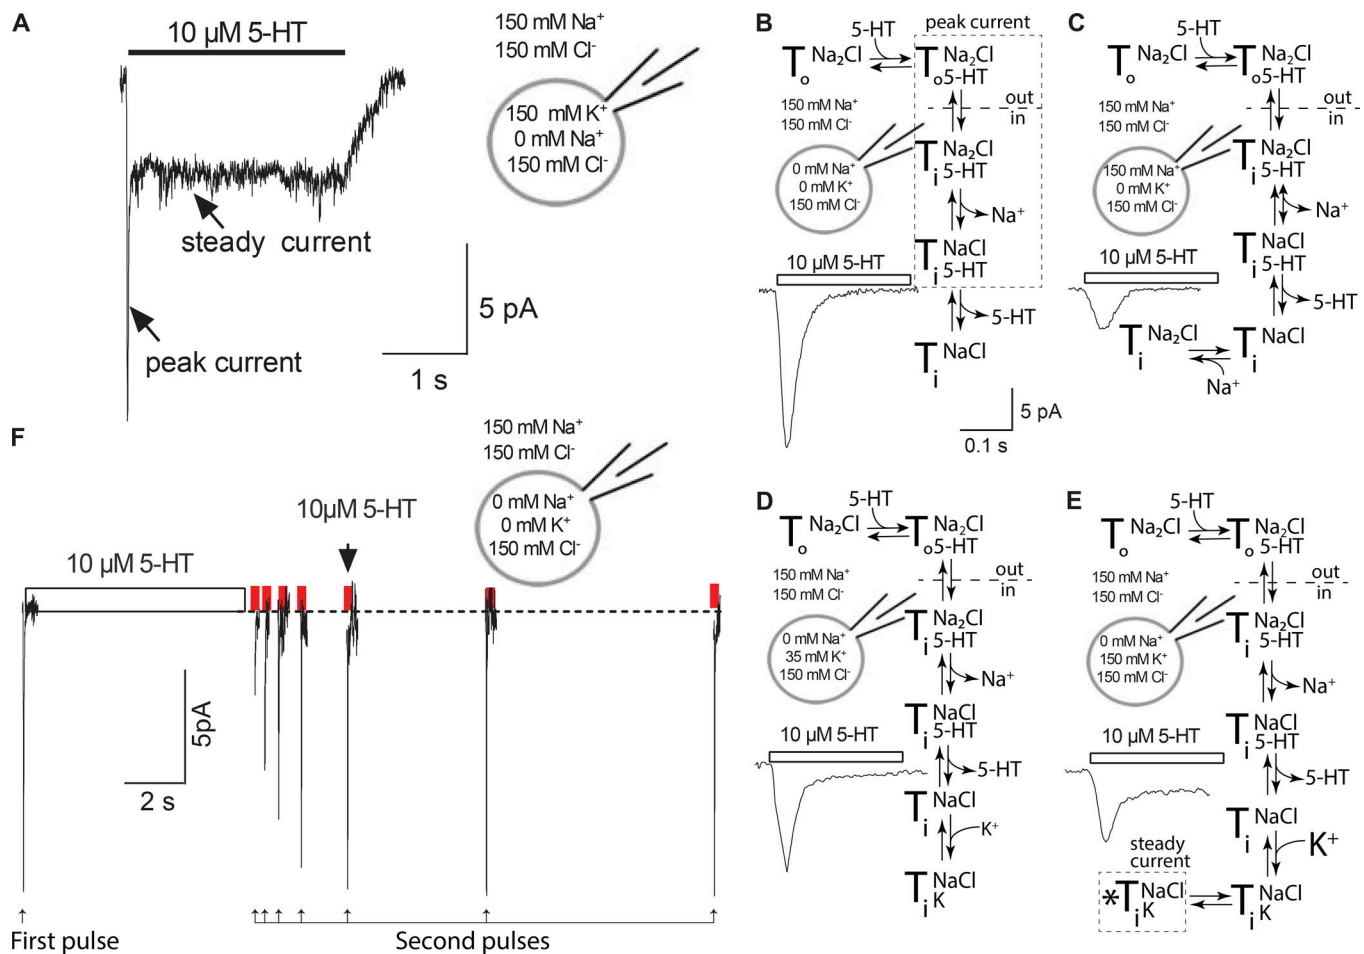 A
10 µM 5-HT
steady current
peak current
5 pA
1 s
150 mM Na⁺
150 mM Cl⁻
150 mM K⁺
0 mM Na⁺
150 mM Cl⁻
B
peak current
5-HT
Tₒ Na₂Cl
Tₒ Na₂Cl 5-HT
150 mM Na⁺
150 mM Cl⁻
out
in
0 mM Na⁺
0 mM K⁺
150 mM Cl⁻
Tᵢ Na₂Cl 5-HT
Na⁺
Tᵢ NaCl 5-HT
10 µM 5-HT
5-HT
Tᵢ NaCl
5 pA
0.1 s
C
5-HT
Tₒ Na₂Cl
Tₒ Na₂Cl 5-HT
150 mM Na⁺
150 mM Cl⁻
out
in
150 mM Na⁺
0 mM K⁺
150 mM Cl⁻
Tᵢ Na₂Cl 5-HT
Na⁺
Tᵢ NaCl 5-HT
10 µM 5-HT
5-HT
Tᵢ Na₂Cl
Tᵢ NaCl
Na⁺
F
150 mM Na⁺
150 mM Cl⁻
0 mM Na⁺
0 mM K⁺
150 mM Cl⁻
10µM 5-HT
10 µM 5-HT
5pA
2 s
First pulse
Second pulses
D
5-HT
Tₒ Na₂Cl
Tₒ Na₂Cl 5-HT
150 mM Na⁺
150 mM Cl⁻
out
in
0 mM Na⁺
35 mM K⁺
150 mM Cl⁻
Tᵢ Na₂Cl 5-HT
Na⁺
Tᵢ NaCl 5-HT
10 µM 5-HT
5-HT
Tᵢ NaCl
K⁺
Tᵢ NaCl K
E
5-HT
Tₒ Na₂Cl
Tₒ Na₂Cl 5-HT
150 mM Na⁺
150 mM Cl⁻
out
in
0 mM Na⁺
150 mM K⁺
150 mM Cl⁻
Tᵢ Na₂Cl 5-HT
Na⁺
Tᵢ NaCl 5-HT
10 µM 5-HT
5-HT
Tᵢ NaCl
K⁺
steady
current
*Tᵢ NaCl K
Tᵢ NaCl K